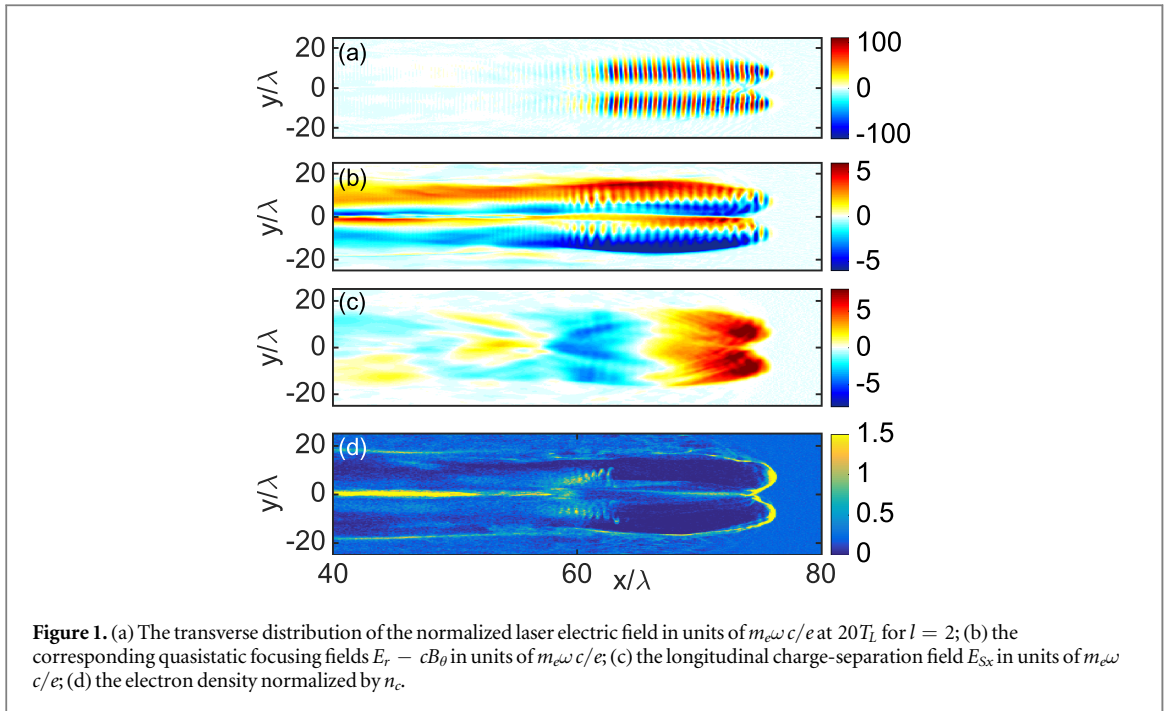 (a)
20
0
-20
y/λ
100
0
-100
(b)
20
0
-20
y/λ
5
0
-5
(c)
20
0
-20
y/λ
5
0
-5
(d)
20
0
-20
y/λ
1.5
1
0.5
0
40 60 x/λ 80
Figure 1. (a) The transverse distribution of the normalized laser electric field in units of mₑω c/e at 20T_L for l = 2; (b) the
corresponding quasistatic focusing fields E_r − cB_θ in units of mₑω c/e; (c) the longitudinal charge-separation field E_Sx in units of mₑω
c/e; (d) the electron density normalized by n_c.